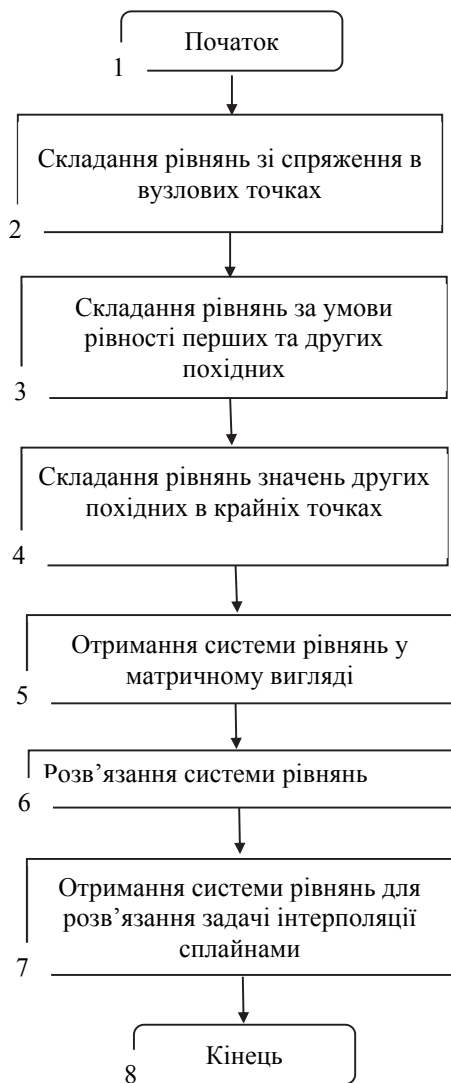 Початок
1
Складання рівнянь зі спряження в
вузлових точках
2
Складання рівнянь за умови
рівності перших та других
похідних
3
Складання рівнянь значень других
похідних в крайніх точках
4
Отримання системи рівнянь у
матричному вигляді
5
Розв’язання системи рівнянь
6
Отримання системи рівнянь для
розв’язання задачі інтерполяції
сплайнами
7
Кінець
8